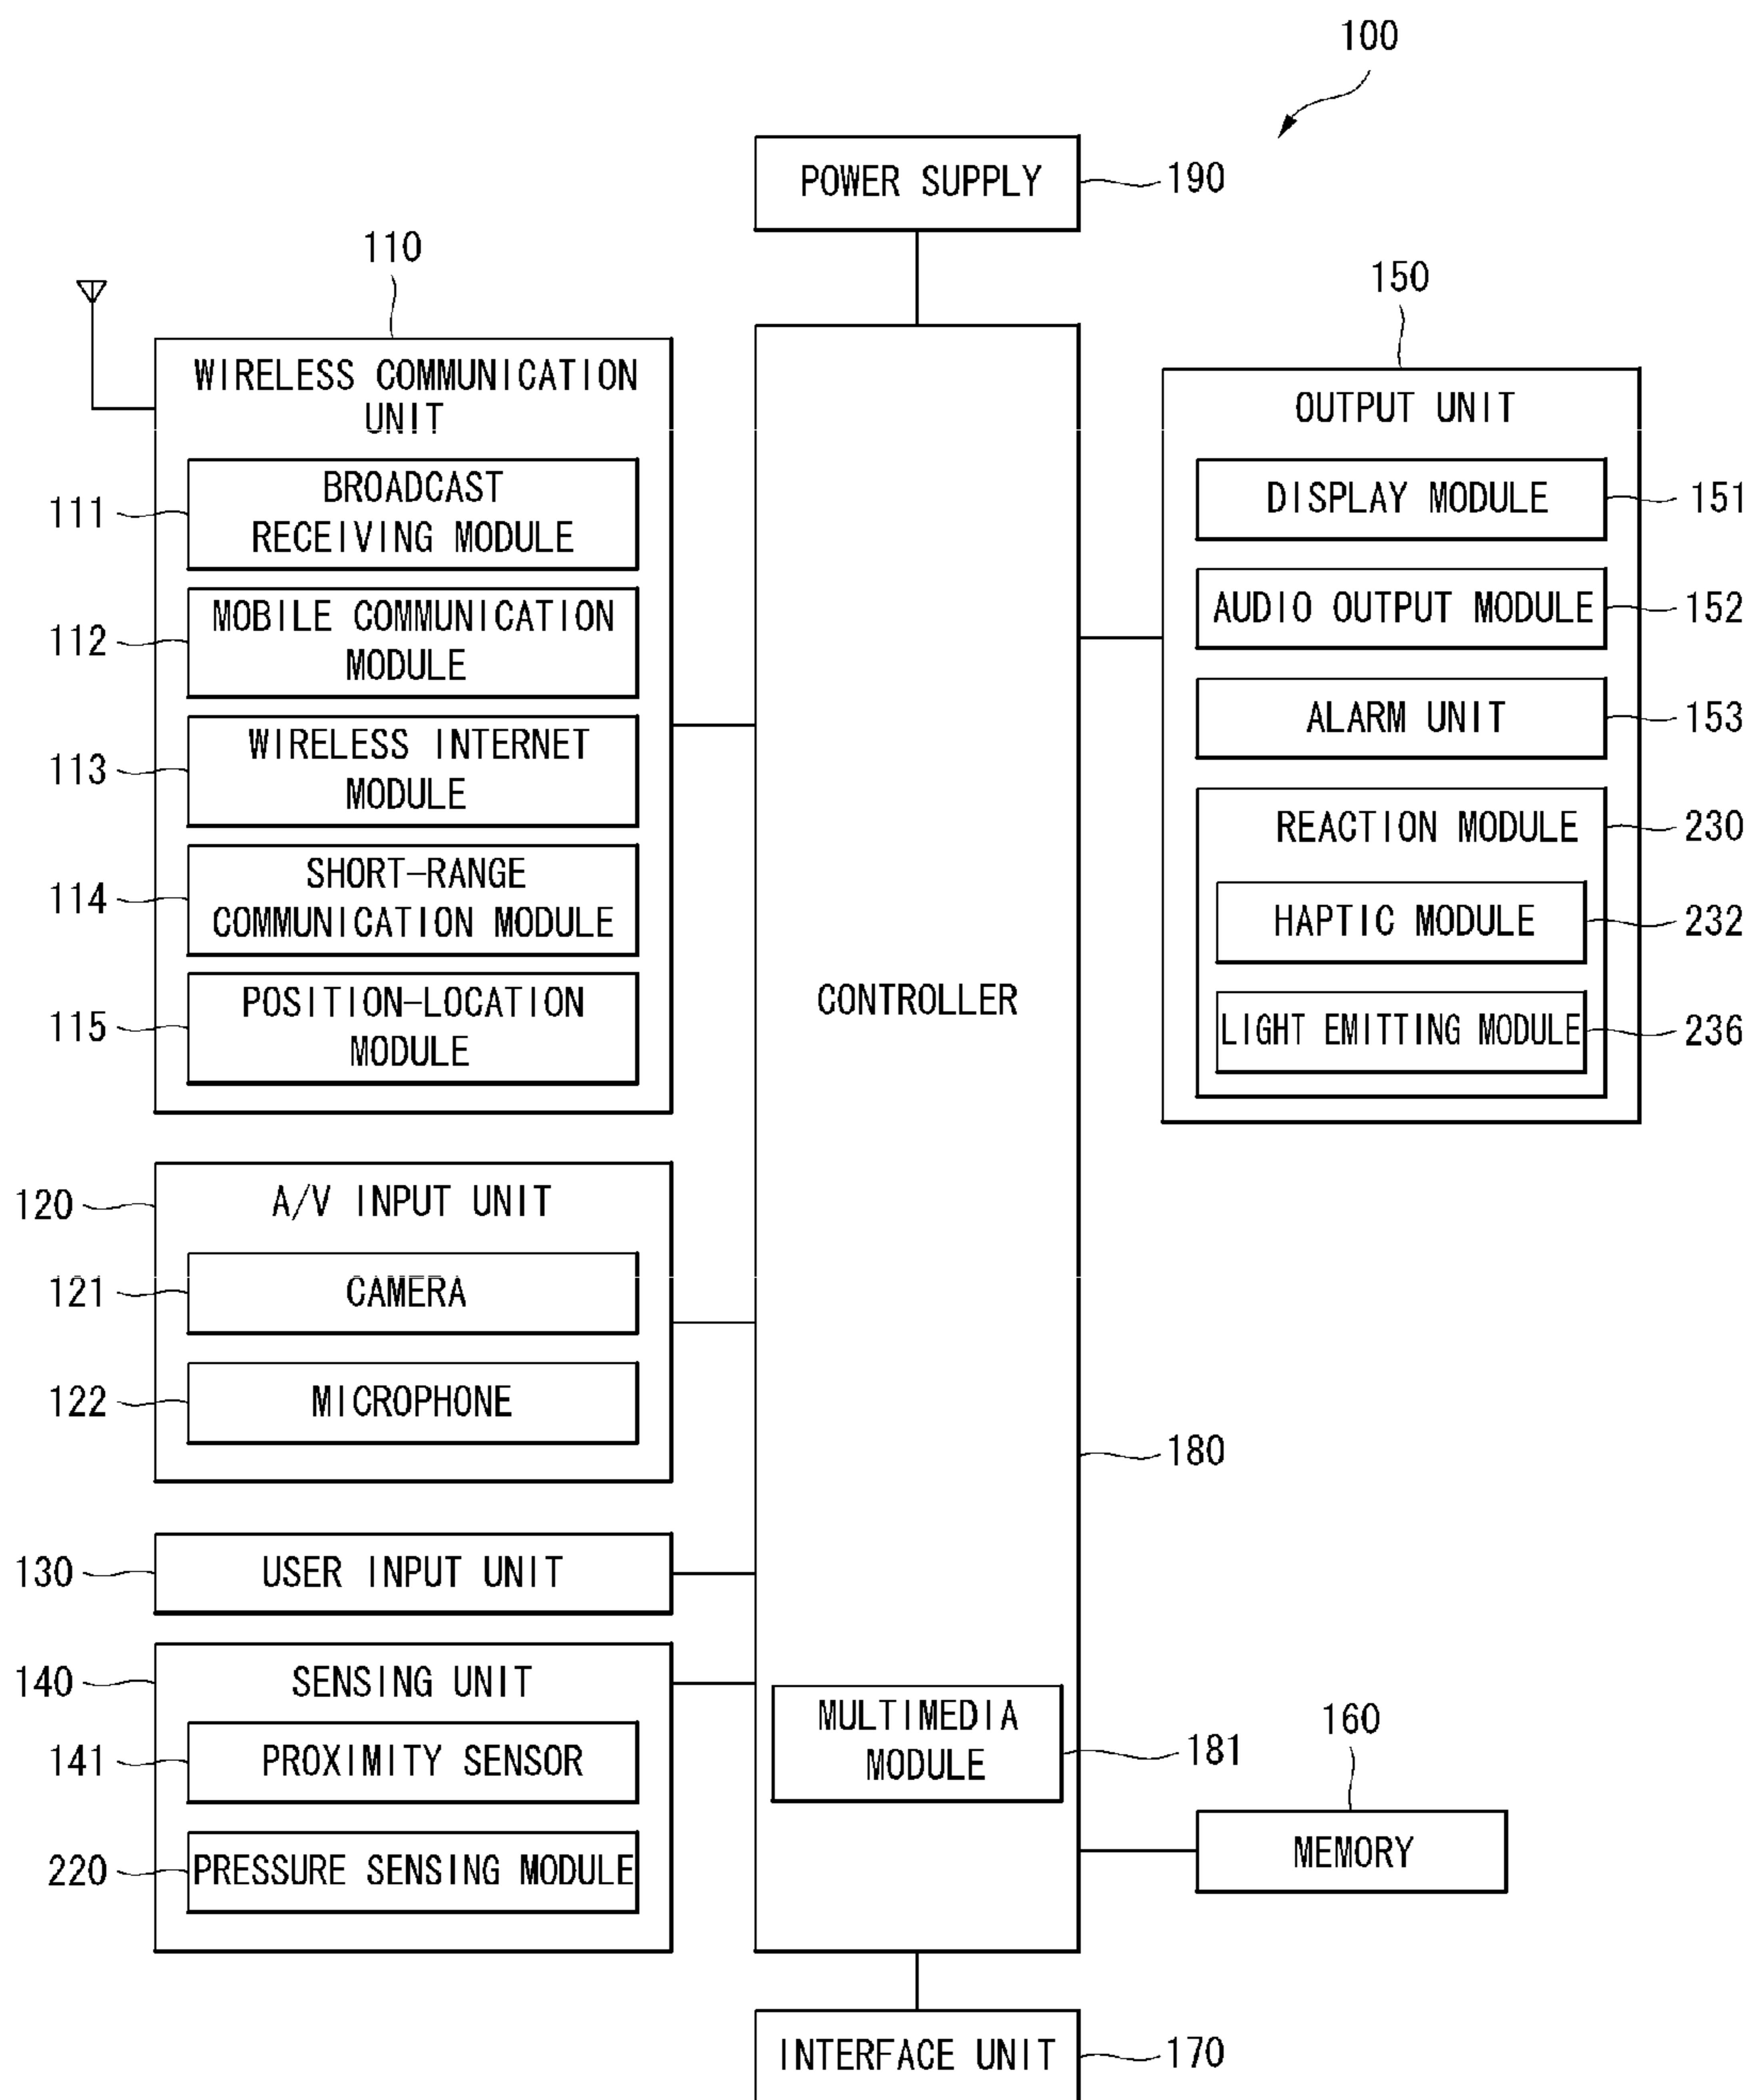 100
POWER SUPPLY
190
110
WIRELESS COMMUNICATION
UNIT
111
BROADCAST
RECEIVING MODULE
112
MOBILE COMMUNICATION
MODULE
113
WIRELESS INTERNET
MODULE
114
SHORT-RANGE
COMMUNICATION MODULE
115
POSITION-LOCATION
MODULE
120
A/V INPUT UNIT
121
CAMERA
122
MICROPHONE
130
USER INPUT UNIT
140
SENSING UNIT
141
PROXIMITY SENSOR
220
PRESSURE SENSING MODULE
CONTROLLER
180
MULTIMEDIA
MODULE
181
150
OUTPUT UNIT
DISPLAY MODULE
151
AUDIO OUTPUT MODULE
152
ALARM UNIT
153
REACTION MODULE
230
HAPTIC MODULE
232
LIGHT EMITTING MODULE
236
160
MEMORY
INTERFACE UNIT
170